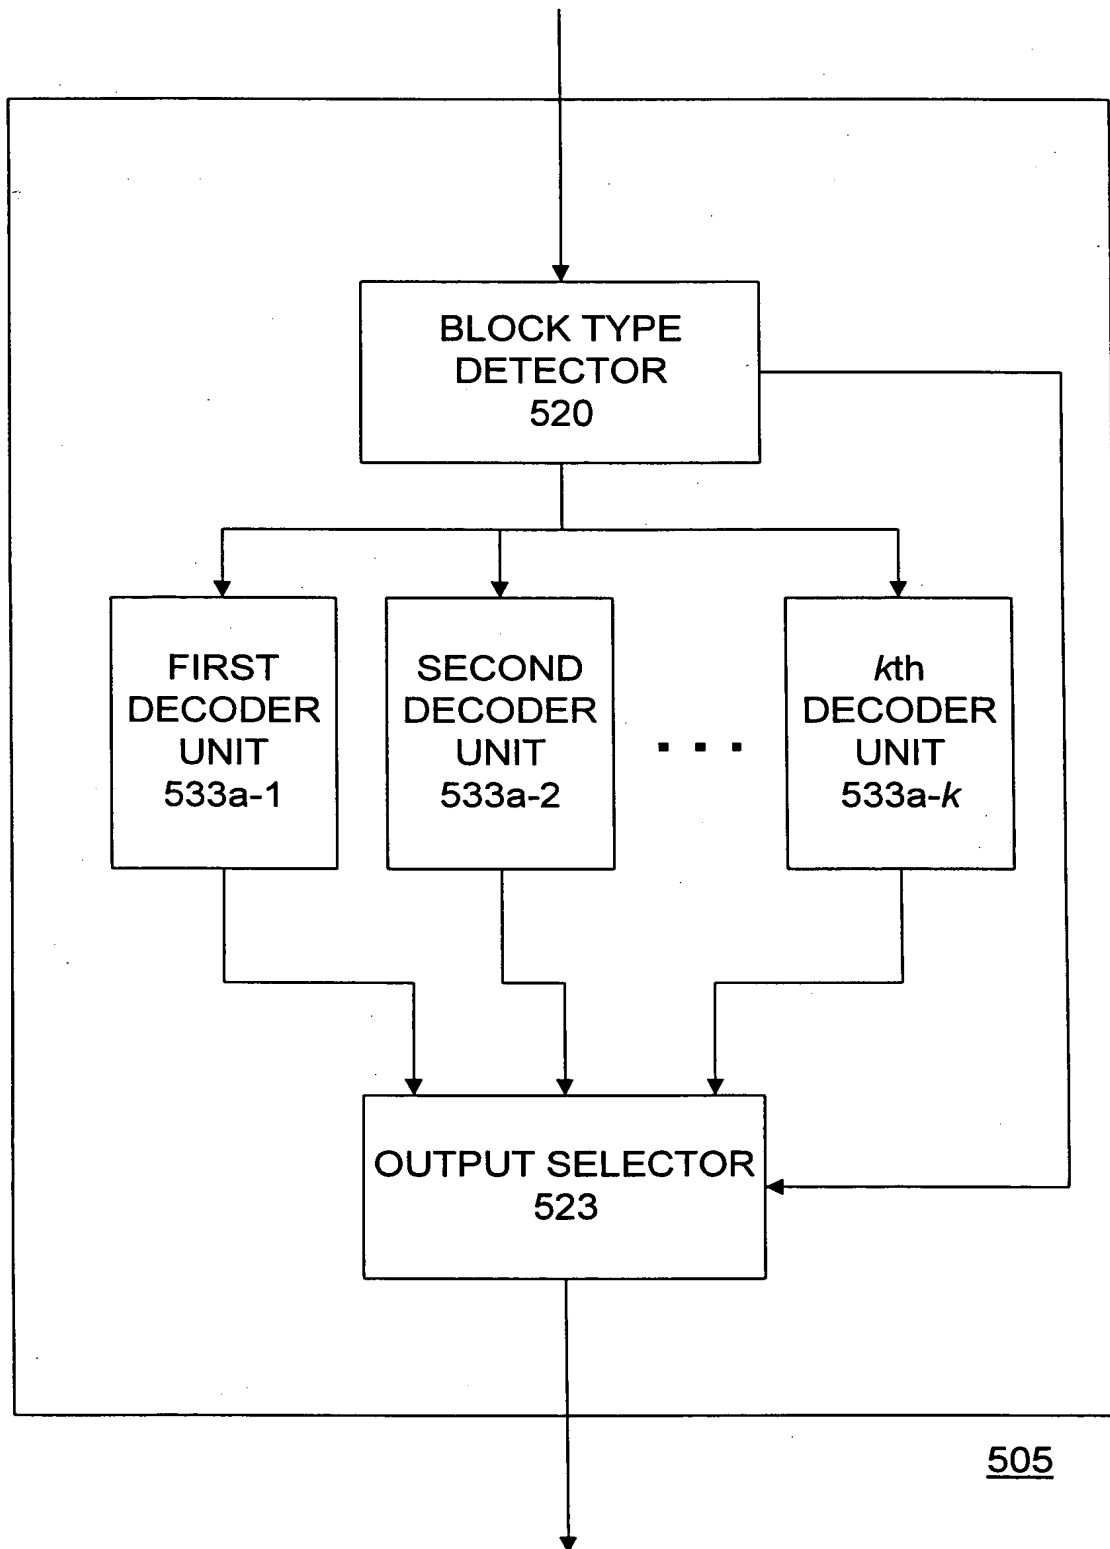 BLOCK TYPE
DETECTOR
520
FIRST
DECODER
UNIT
533a-1
SECOND
DECODER
UNIT
533a-2
. . .
kth
DECODER
UNIT
533a-k
OUTPUT SELECTOR
523
505